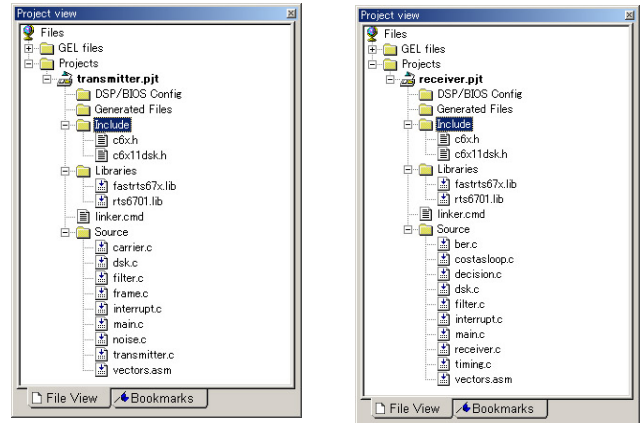 Project view
Files
GEL files
Projects
transmitter.pjt
DSP/BIOS Config
Generated Files
Include
c6x.h
c6x11dsk.h
Libraries
fastrts67x.lib
rts6701.lib
linker.cmd
Source
carrier.c
dsk.c
filter.c
frame.c
interrupt.c
main.c
noise.c
transmitter.c
vectors.asm
File View Bookmarks
Project view
Files
GEL files
Projects
receiver.pjt
DSP/BIOS Config
Generated Files
Include
c6x.h
c6x11dsk.h
Libraries
fastrts67x.lib
rts6701.lib
linker.cmd
Source
ber.c
costasloop.c
decision.c
dsk.c
filter.c
interrupt.c
main.c
receiver.c
timing.c
vectors.asm
File View Bookmarks